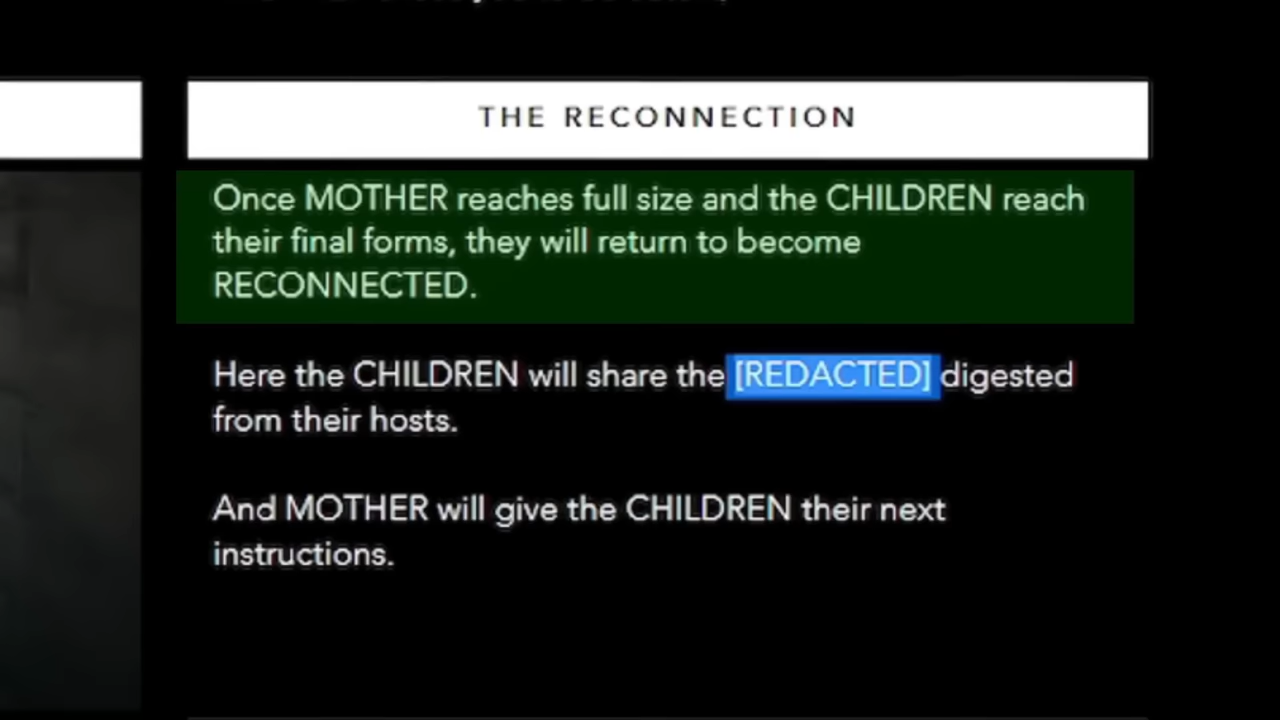 THE RECONNECTION
Once MOTHER reaches full size and the CHILDREN reach
their final forms, they will return to become
RECONNECTED.
Here the CHILDREN will share the [REDACTED] digested
from their hosts.
And MOTHER will give the CHILDREN their next
instructions.